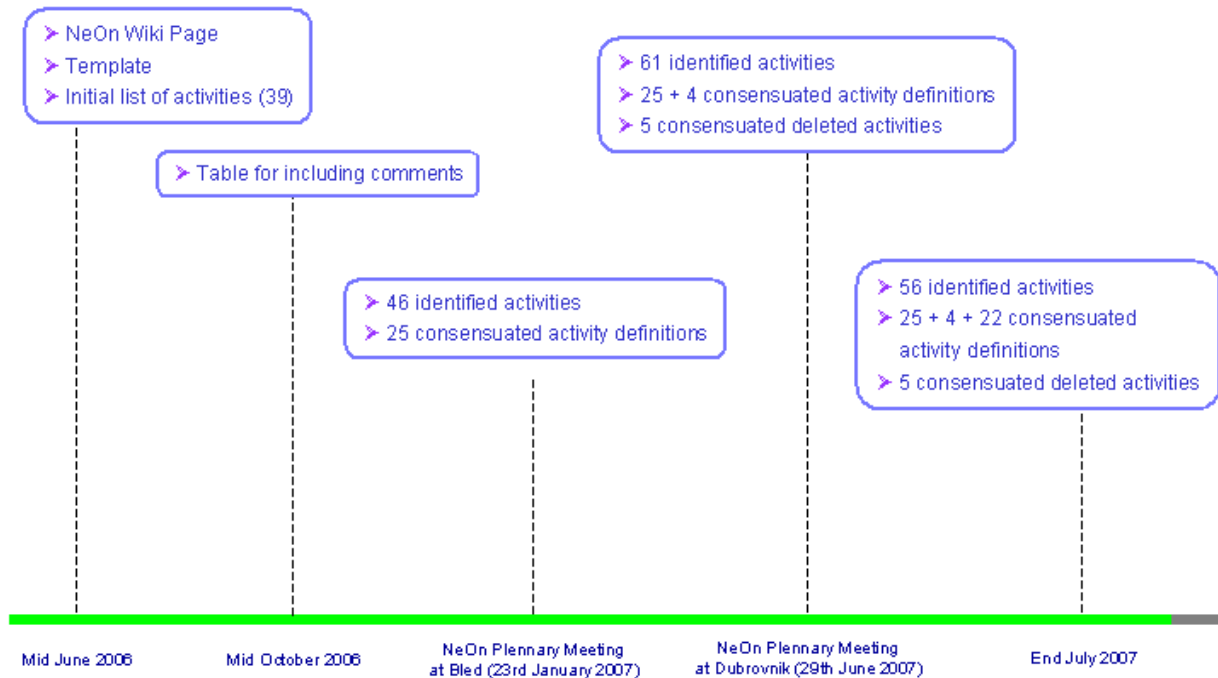 ➢ NeOn Wiki Page
➢ Template
➢ Initial list of activities (39)
➢ Table for including comments
➢ 46 identified activities
➢ 25 consensuated activity definitions
➢ 61 identified activities
➢ 25 + 4 consensuated activity definitions
➢ 5 consensuated deleted activities
➢ 56 identified activities
➢ 25 + 4 + 22 consensuated
activity definitions
➢ 5 consensuated deleted activities
Mid June 2006
Mid October 2006
NeOn Plennary Meeting
at Bled (23rd January 2007)
NeOn Plennary Meeting
at Dubrovnik (29th June 2007)
End July 2007